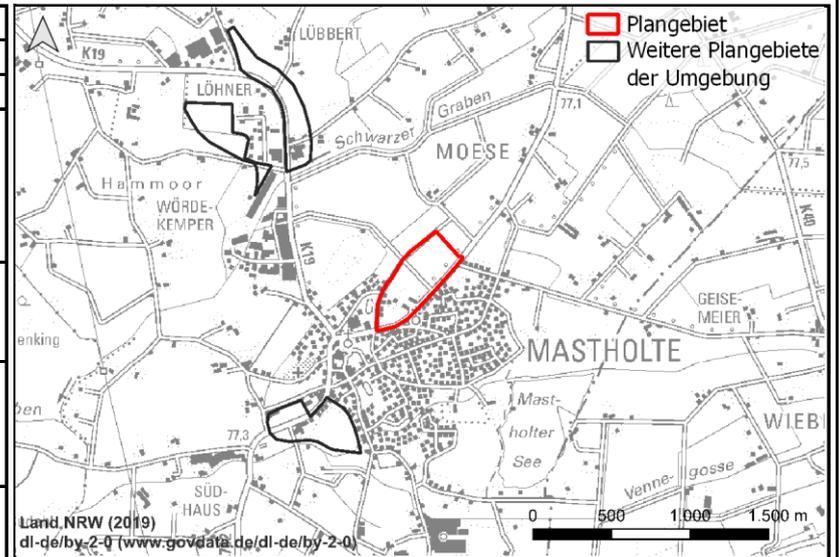 Plangebiet
Weitere Plangebiete
der Umgebung
K19
LÜBBERT
LÖHNER
Schwarzer Graben
77,1
MOESE
77,5
Hammoor
WÖRDE-
KEMPER
K19
K40
GEISE-
MEIER
enking
MASTHOLTE
ben
Mast-
holter
See
WIEB
77,3
Venne-
gosse
SÜD-
HAUS
Land NRW (2019)
dl-de/by-2-0 (www.govdata.de/dl-de/by-2-0)
0 500 1.000 1.500 m